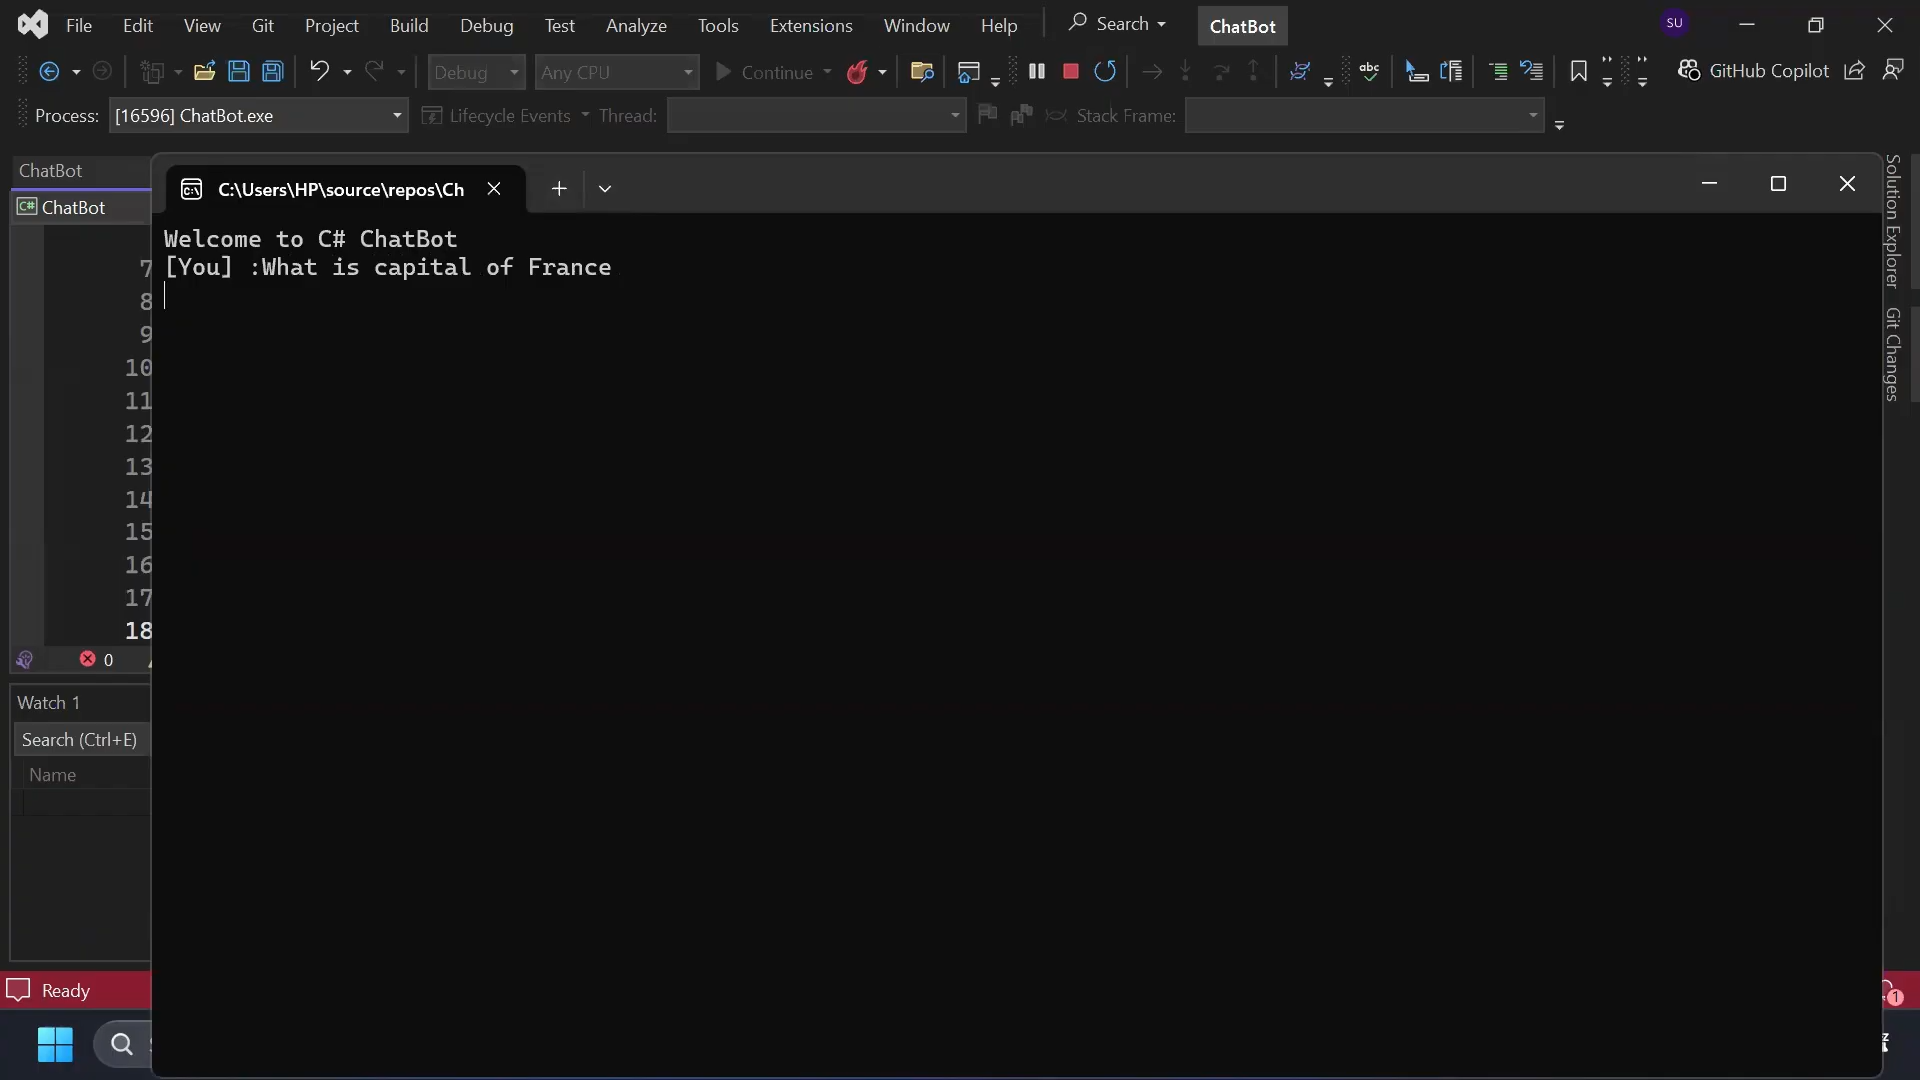 File Edit View Git Project Build Debug Test Analyze Tools Extensions Window Help Search ChatBot SU
Debug Any CPU Continue abc GitHub Copilot
Process: [16596] ChatBot.exe Lifecycle Events Thread: Stack Frame:
ChatBot
C:\Users\HP\source\repos\Ch
C# ChatBot
Welcome to C# ChatBot
[You] :What is capital of France
7
8
9
10
11
12
13
14
15
16
17
18
0
Watch 1
Search (Ctrl+E)
Name
Ready
1
Solution Explorer
Git Changes